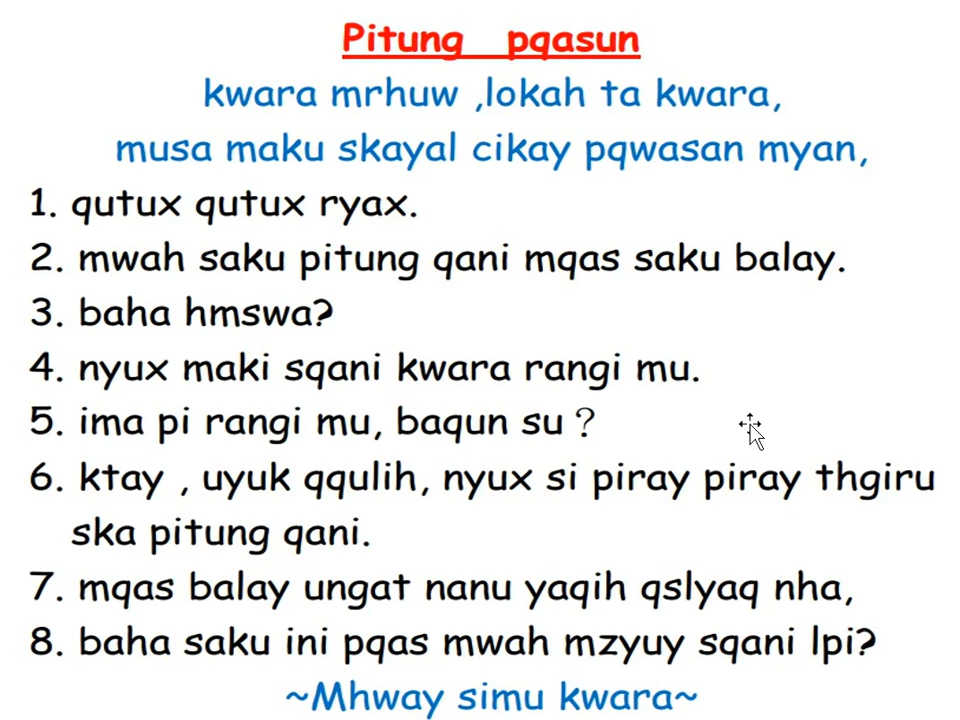 Pitung pqasun
kwara mrhuw ,lokah ta kwara,
musa maku skayal cikay pqwasan myan,
1. qutux qutux ryax.
2. mwah saku pitung qani mqas saku balay.
3. baha hmswa?
4. nyux maki sqani kwara rangi mu.
5. ima pi rangi mu, baqun su？
6. ktay , uyuk qqulih, nyux si piray piray thgiru
ska pitung qani.
7. mqas balay ungat nanu yaqih qslyaq nha,
8. baha saku ini pqas mwah mzyuy sqani lpi?
~Mhway simu kwara~